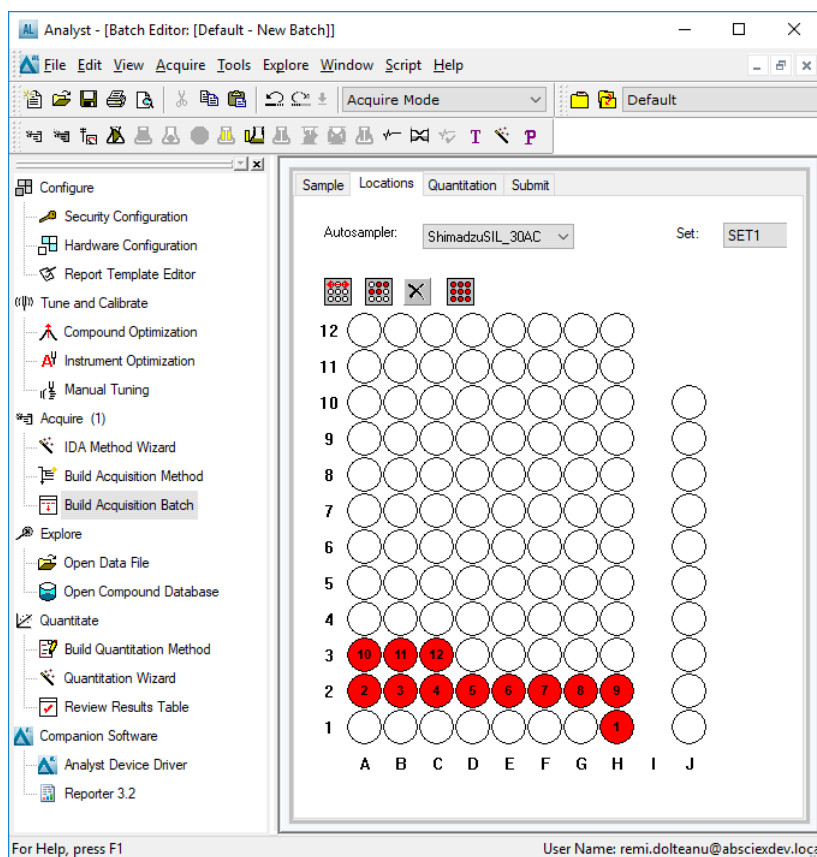 Analyst - [Batch Editor: [Default - New Batch]]
File Edit View Acquire Tools Explore Window Script Help
Acquire Mode Default
T P
Configure
Security Configuration
Hardware Configuration
Report Template Editor
Tune and Calibrate
Compound Optimization
Instrument Optimization
Manual Tuning
Acquire (1)
IDA Method Wizard
Build Acquisition Method
Build Acquisition Batch
Explore
Open Data File
Open Compound Database
Quantitate
Build Quantitation Method
Quantitation Wizard
Review Results Table
Companion Software
Analyst Device Driver
Reporter 3.2
Sample Locations Quantitation Submit
Autosampler: ShimadzuSIL_30AC Set: SET1
12
11
10
9
8
7
6
5
4
3 10 11 12
2 2 3 4 5 6 7 8 9
1 1
A B C D E F G H I J
For Help, press F1 User Name: remi.dolteanu@absciexdev.loca